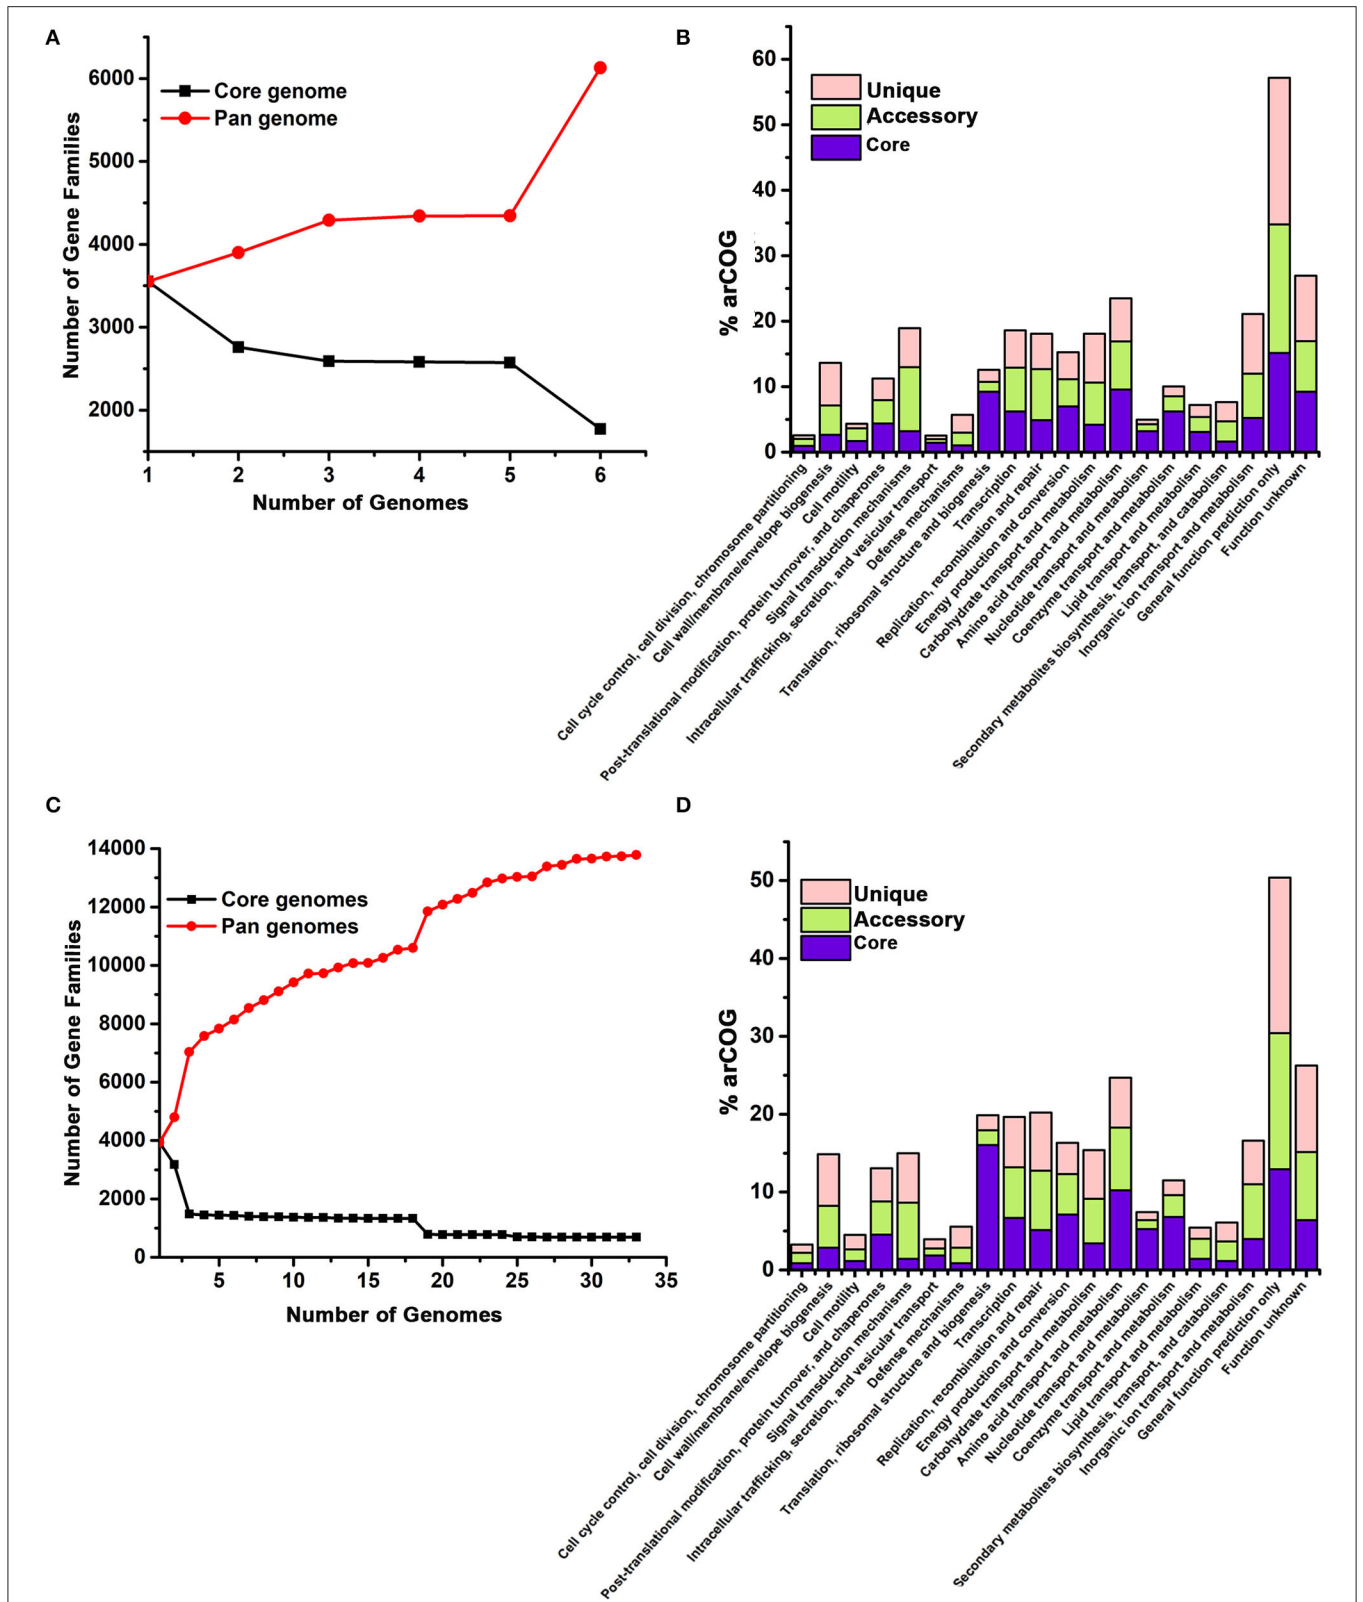 A
6000
5000
4000
3000
2000
Number of Gene Families
Core genome
Pan genome
1 2 3 4 5 6
Number of Genomes
B
60
50
40
30
20
10
0
% arCOG
Unique
Accessory
Core
Cell cycle control, cell division, chromosome partitioning
Cell wall/membrane/envelope biogenesis
Cell motility
Post-translational modification, protein turnover, and chaperones
Signal transduction mechanisms
Intracellular trafficking, secretion, and vesicular transport
Defense mechanisms
Translation, ribosomal structure and biogenesis
Transcription
Replication, recombination and repair
Energy production and conversion
Carbohydrate transport and metabolism
Amino acid transport and metabolism
Nucleotide transport and metabolism
Coenzyme transport and metabolism
Lipid transport and metabolism
Secondary metabolites biosynthesis, transport, and catabolism
Inorganic ion transport and metabolism
General function prediction only
Function unknown
C
14000
12000
10000
8000
6000
4000
2000
0
Number of Gene Families
Core genomes
Pan genomes
5 10 15 20 25 30 35
Number of Genomes
D
50
40
30
20
10
0
% arCOG
Unique
Accessory
Core
Cell cycle control, cell division, chromosome partitioning
Cell wall/membrane/envelope biogenesis
Cell motility
Post-translational modification, protein turnover, and chaperones
Signal transduction mechanisms
Intracellular trafficking, secretion, and vesicular transport
Defense mechanisms
Translation, ribosomal structure and biogenesis
Transcription
Replication, recombination and repair
Energy production and conversion
Carbohydrate transport and metabolism
Amino acid transport and metabolism
Nucleotide transport and metabolism
Coenzyme transport and metabolism
Lipid transport and metabolism
Secondary metabolites biosynthesis, transport, and catabolism
Inorganic ion transport and metabolism
General function prediction only
Function unknown